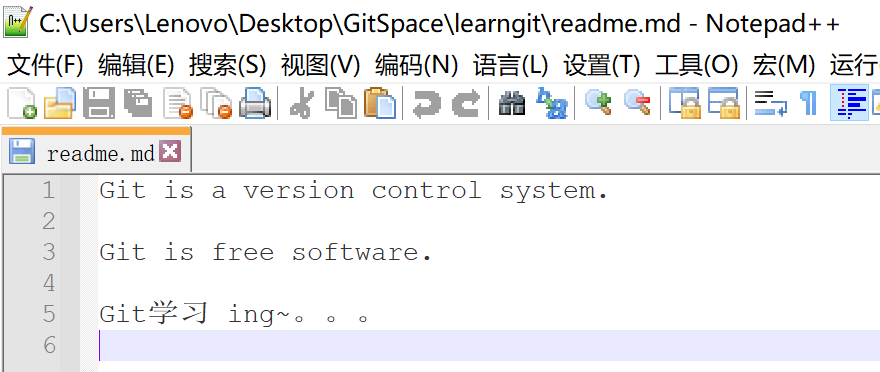 C:\Users\Lenovo\Desktop\GitSpace\learngit\readme.md - Notepad++
文件(F) 编辑(E) 搜索(S) 视图(V) 编码(N) 语言(L) 设置(T) 工具(O) 宏(M) 运行
readme.md
1 Git is a version control system.
2
3 Git is free software.
4
5 Git学习 ing~。。。
6